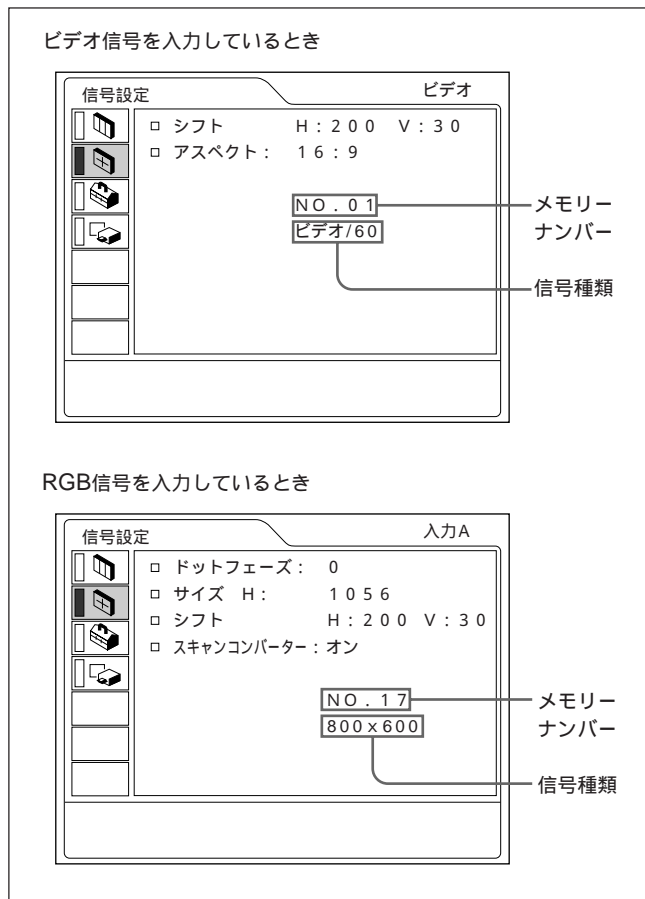 ビデオ信号を入力しているとき
信号設定 ビデオ
シフト H:200 V:30
アスペクト: 16:9
NO.01
ビデオ/60
メモリー
ナンバー
信号種類
RGB信号を入力しているとき
信号設定 入力A
ドットフェーズ: 0
サイズ H: 1056
シフト H:200 V:30
スキャンコンバーター:オン
NO.17
800x600
メモリー
ナンバー
信号種類